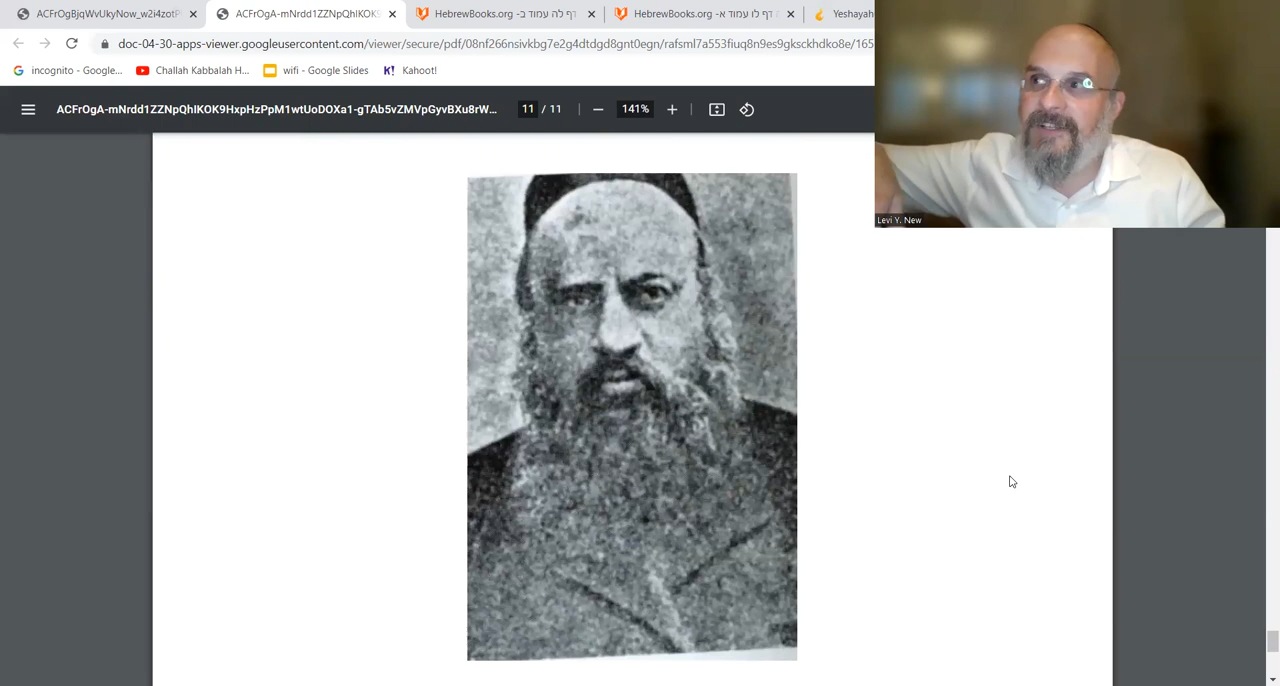 ACFrOgBjqWvUkyNow_w2i4zotP
ACFrOgA-mNrdd1ZZNpQhlKOK9
HebrewBooks.org - דף לה עמוד ב
HebrewBooks.org - דף לו עמוד א
Yeshayah
doc-04-30-apps-viewer.googleusercontent.com/viewer/secure/pdf/08nf266nsivkbg7e2g4dtdgd8gnt0egn/rafsml7a553fiuq8n9es9gksckhdko8e/165
incognito - Google...
Challah Kabbalah H...
wifi - Google Slides
K! Kahoot!
ACFrOgA-mNrdd1ZZNpQhlKOK9HxpHzPpM1wtUoDOXa1-gTAb5vZMVpGyvBXu8rW... 11 / 11 141%
Levi Y. New